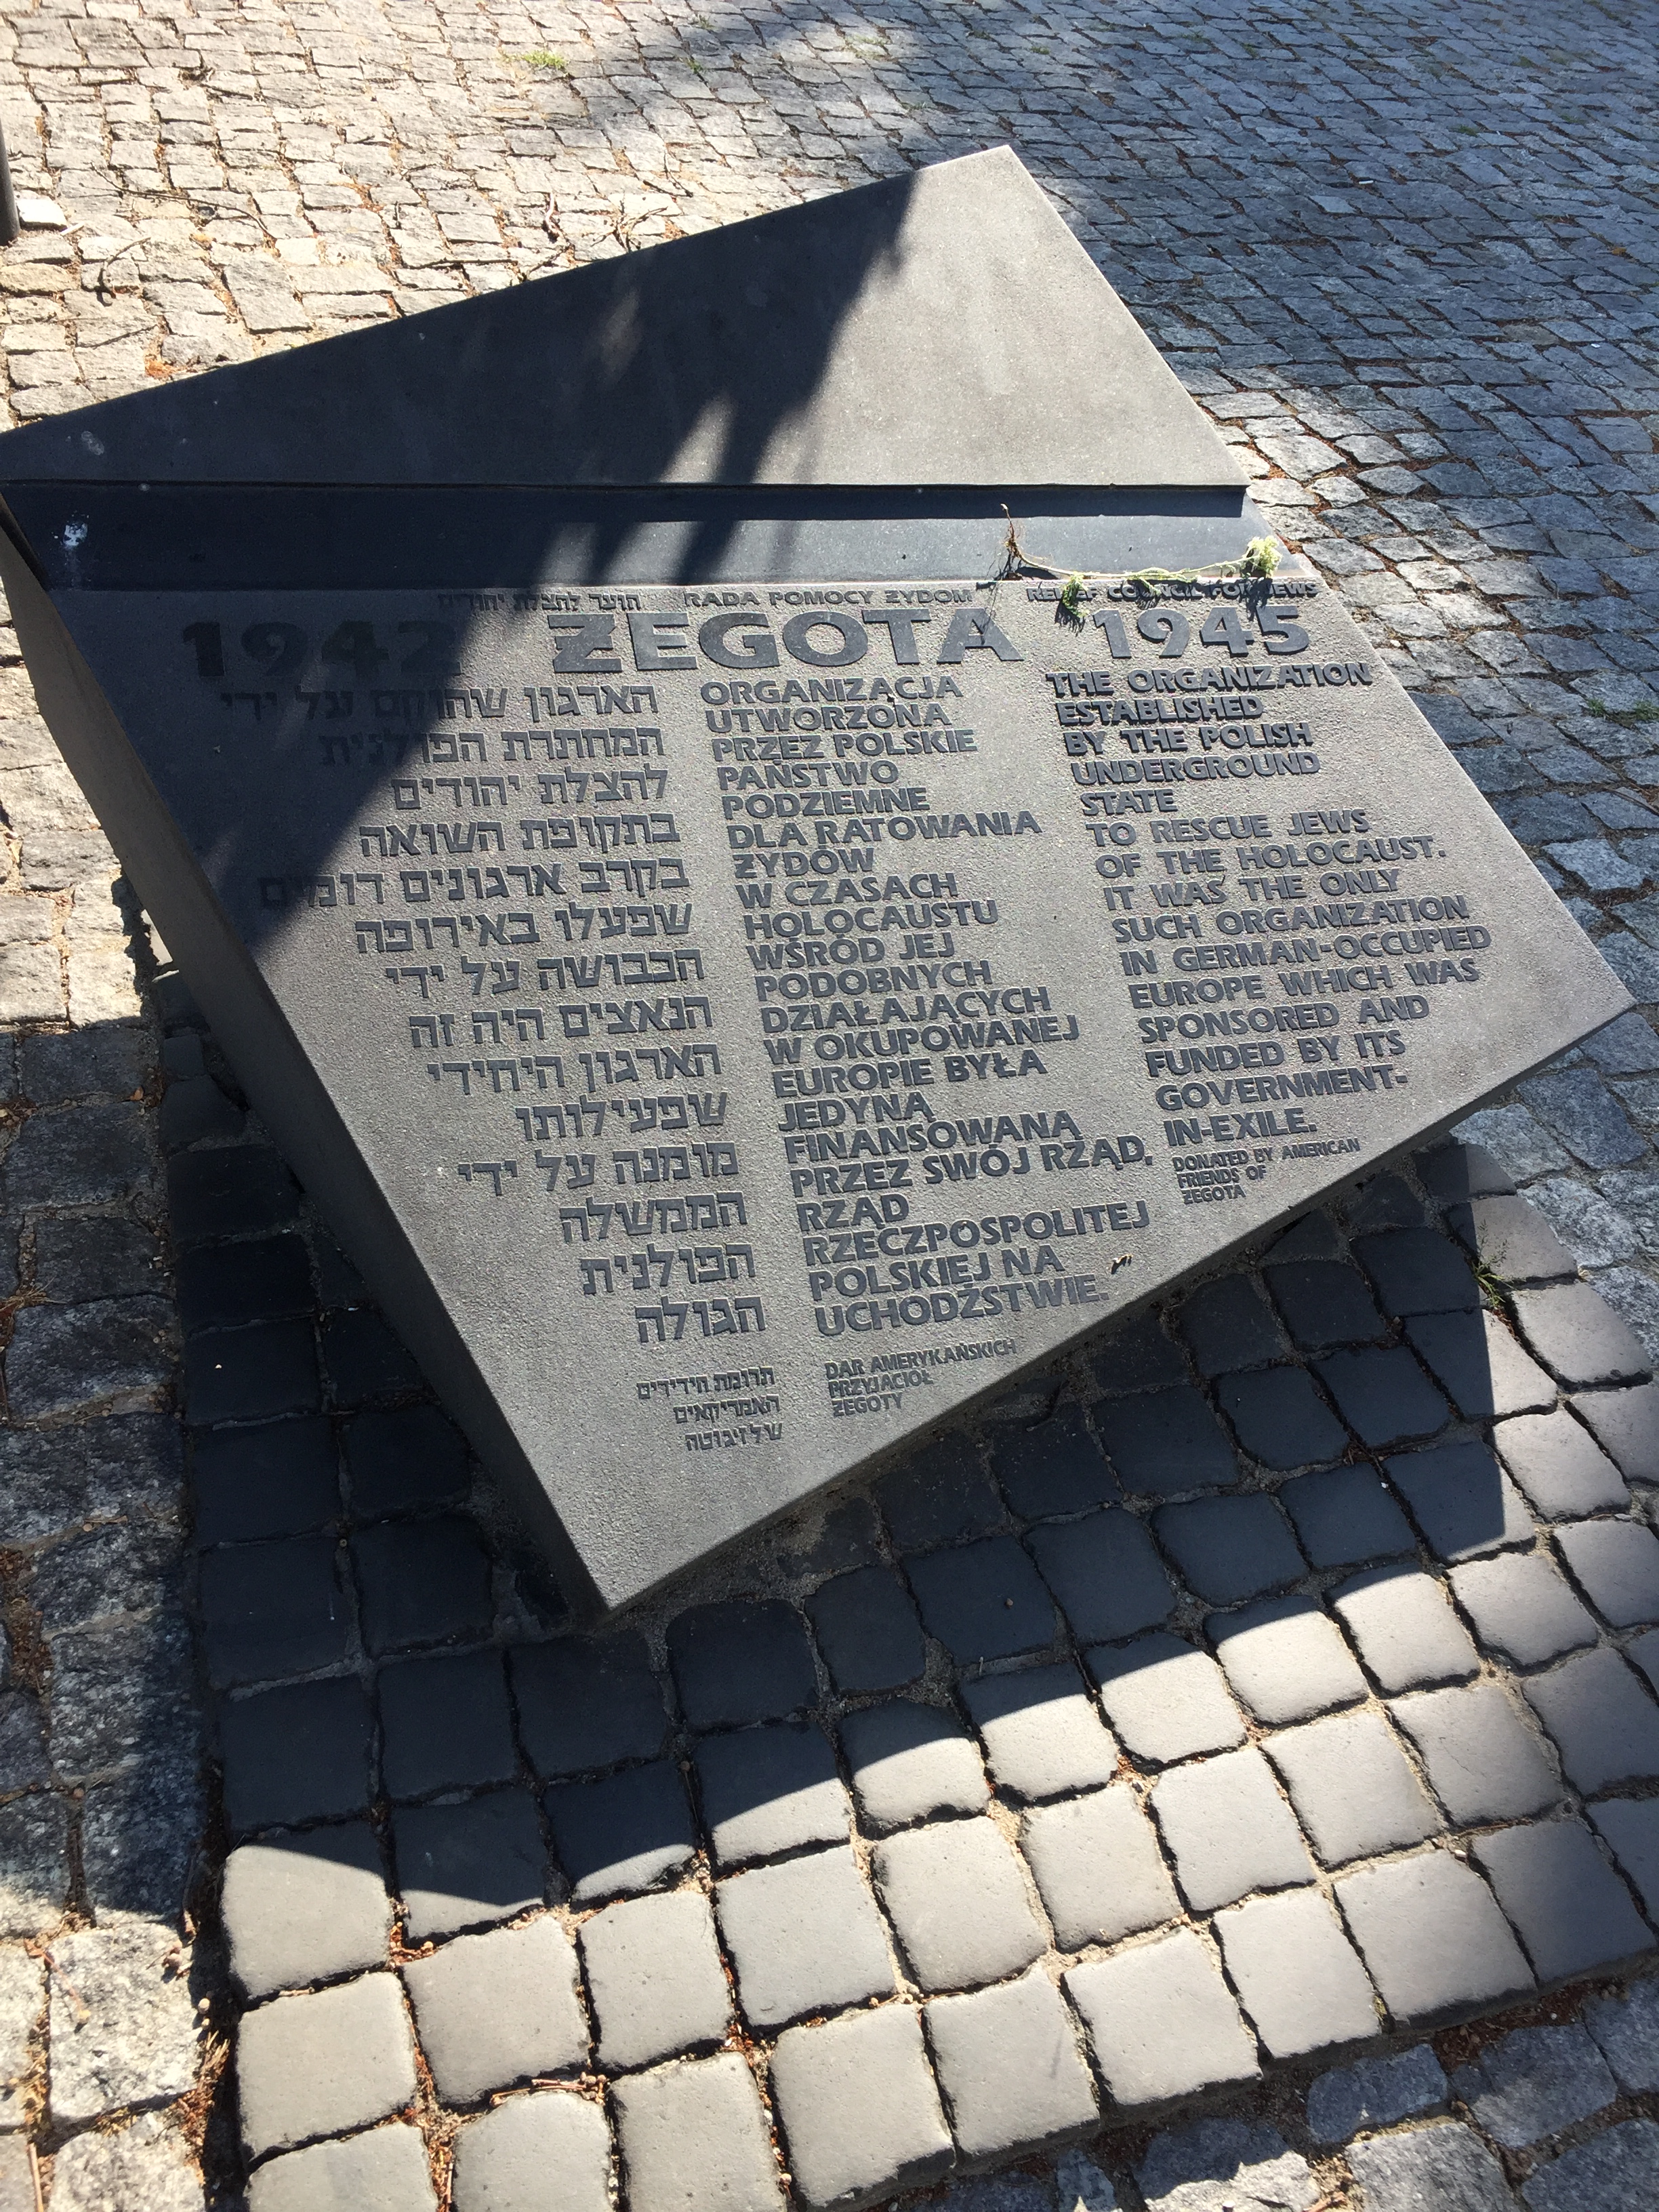 הועד להצלת יהודים RADA POMOCY ŻYDOM RELIEF COUNCIL FOR JEWS
1942 ŻEGOTA 1945
הארגון שהוקם על ידי
המחתרת הפולנית
להצלת יהודים
בתקופת השואה
בקרב ארגונים דומים
שפעלו באירופה
הכבושה על ידי
הנאצים היה זה
הארגון היחידי
שפעילותו
מומנה על ידי
הממשלה
הפולנית
הגולה
תרומת הידידים
האמריקאים
של זיגוטה
ORGANIZACJA
UTWORZONA
PRZEZ POLSKIE
PAŃSTWO
PODZIEMNE
DLA RATOWANIA
ŻYDÓW
W CZASACH
HOLOCAUSTU
WŚRÓD JEJ
PODOBNYCH
DZIAŁAJĄCYCH
W OKUPOWANEJ
EUROPIE BYŁA
JEDYNĄ
FINANSOWANĄ
PRZEZ SWÓJ RZĄD,
RZĄD
RZECZPOSPOLITEJ
POLSKIEJ NA
UCHODŹSTWIE.
DAR AMERYKAŃSKICH
PRZYJACIÓŁ
ŻEGOTY
THE ORGANIZATION
ESTABLISHED
BY THE POLISH
UNDERGROUND
STATE
TO RESCUE JEWS
OF THE HOLOCAUST.
IT WAS THE ONLY
SUCH ORGANIZATION
IN GERMAN-OCCUPIED
EUROPE WHICH WAS
SPONSORED AND
FUNDED BY ITS
GOVERNMENT-
IN-EXILE.
DONATED BY AMERICAN
FRIENDS OF
ŻEGOTA